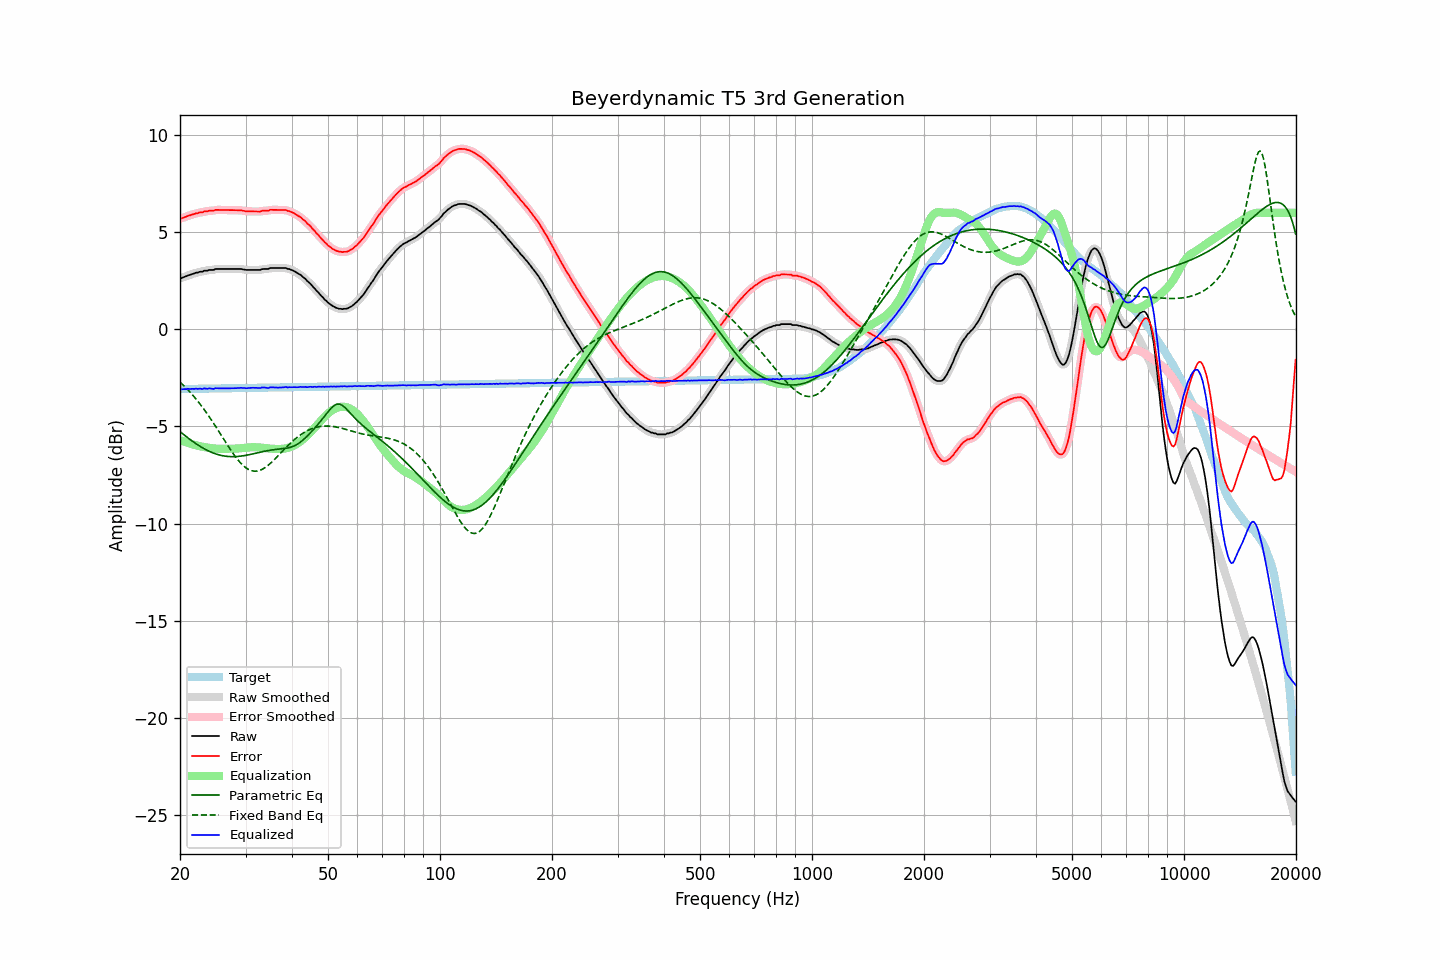 Beyerdynamic T5 3rd Generation
Amplitude (dBr)
10
5
0
−5
−10
−15
−20
−25
Target
Raw Smoothed
Error Smoothed
Raw
Error
Equalization
Parametric Eq
Fixed Band Eq
Equalized
20 50 100 200 500 1000 2000 5000 10000 20000
Frequency (Hz)